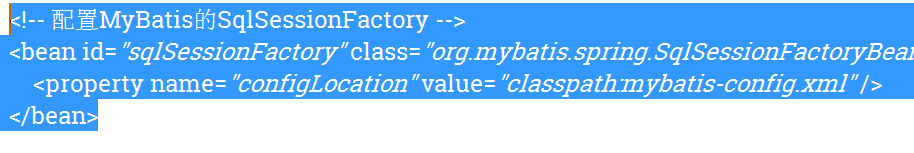 <!-- 配置MyBatis的SqlSessionFactory -->
<bean id="sqlSessionFactory" class="org.mybatis.spring.SqlSessionFactoryBean
<property name="configLocation" value="classpath:mybatis-config.xml" />
</bean>